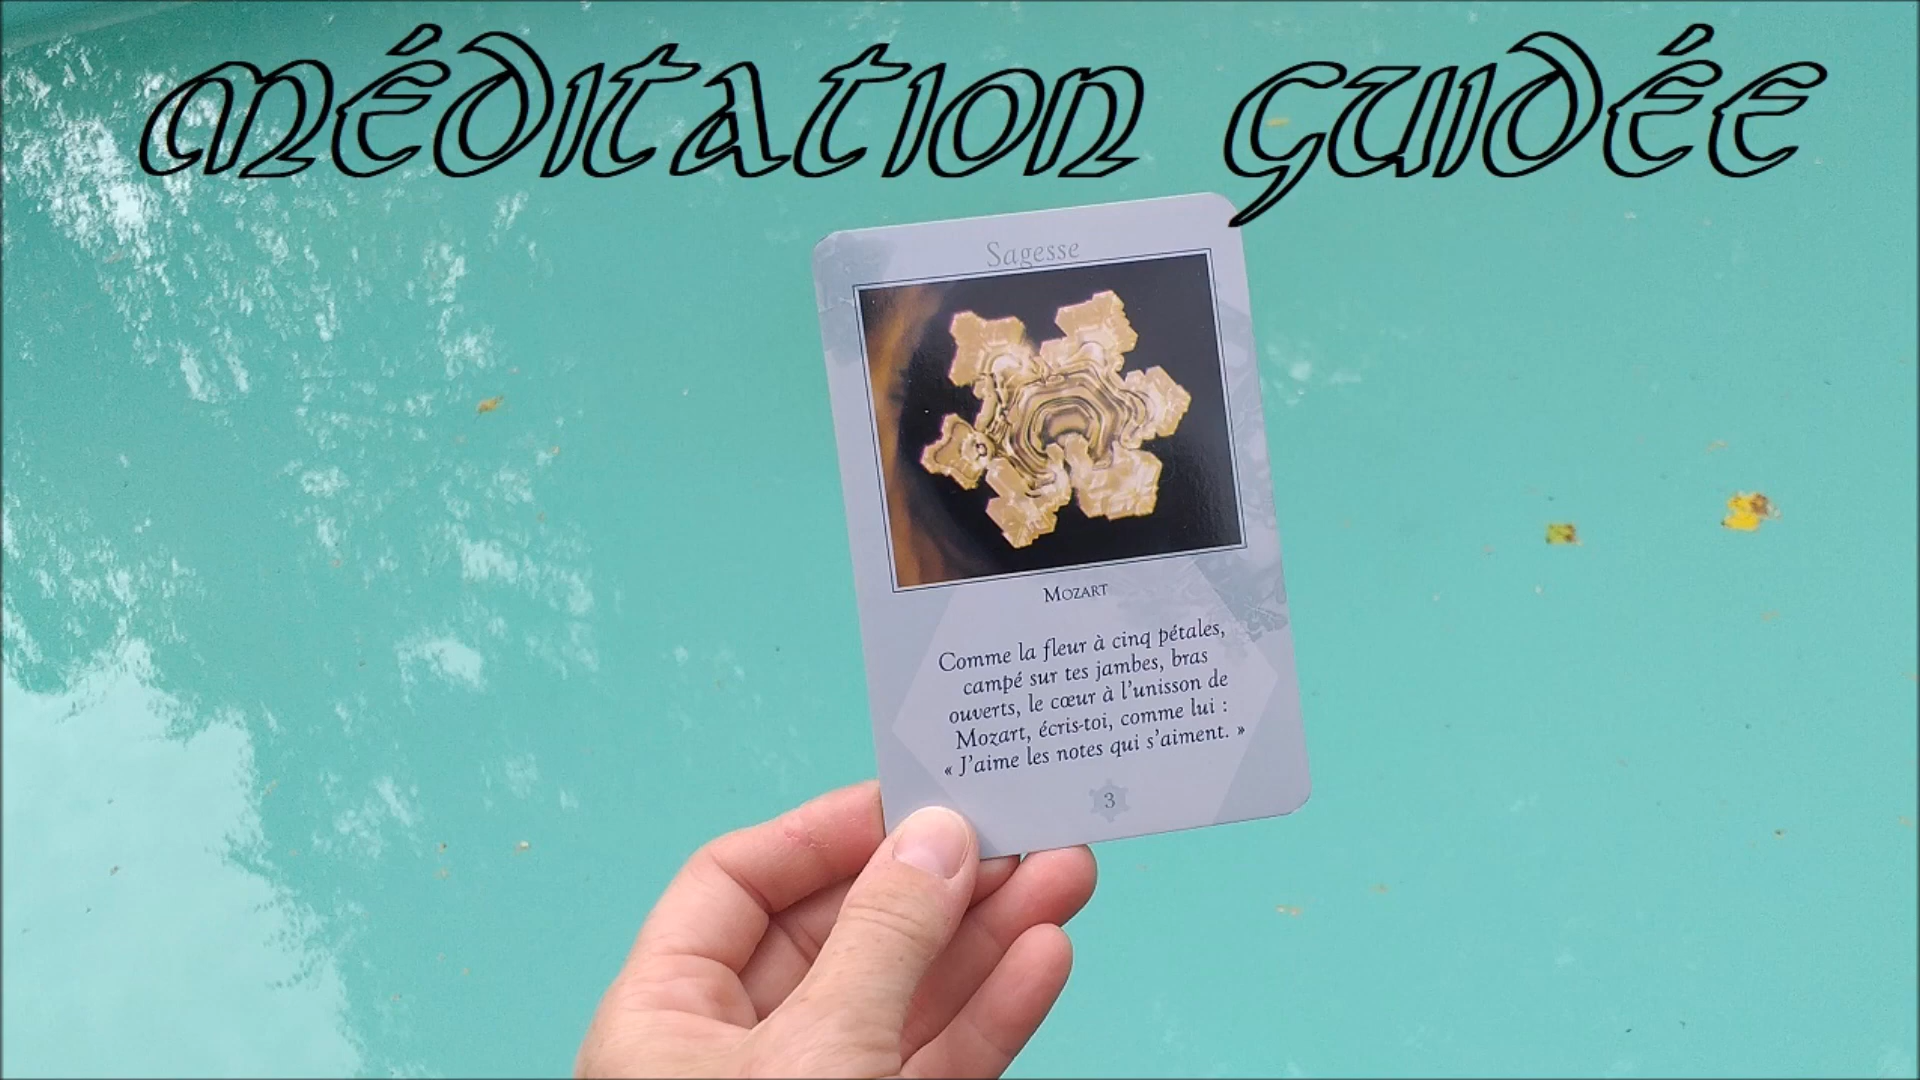 MÉDITATION GUIDÉE
Sagesse
MOZART
Comme la fleur à cinq pétales,
campé sur tes jambes, bras
ouverts, le cœur à l'unisson de
Mozart, écris-toi, comme lui :
« J'aime les notes qui s'aiment. »
3